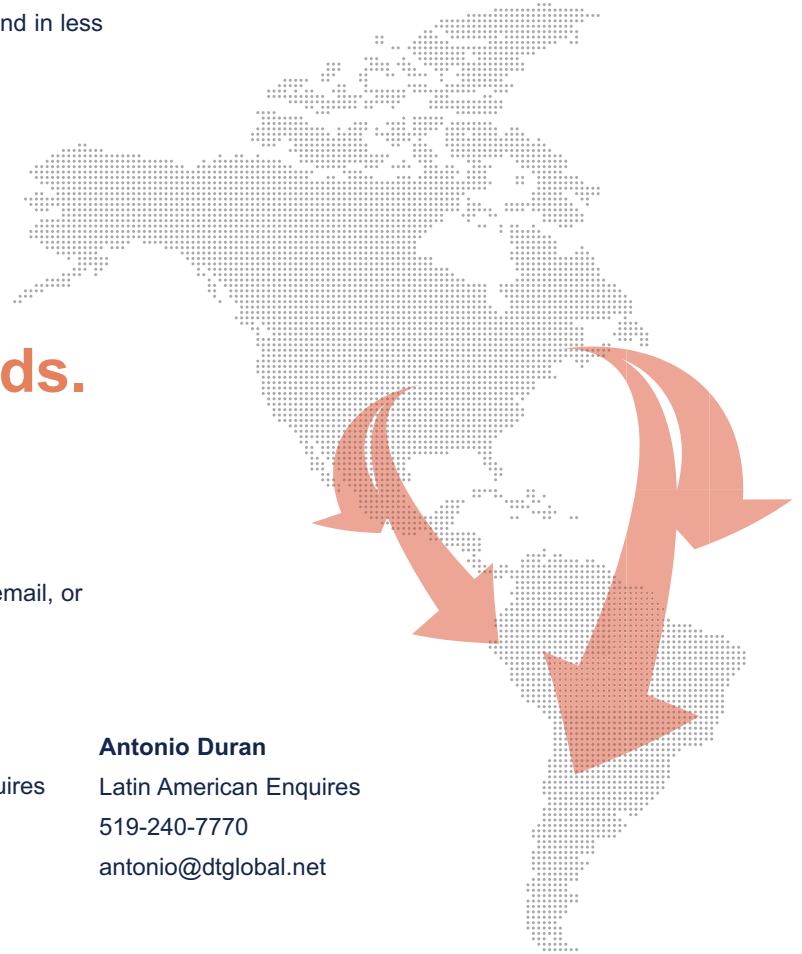 nd in less
ds.
email, or
uires
Antonio Duran
Latin American Enquires
519-240-7770
antonio@dtglobal.net